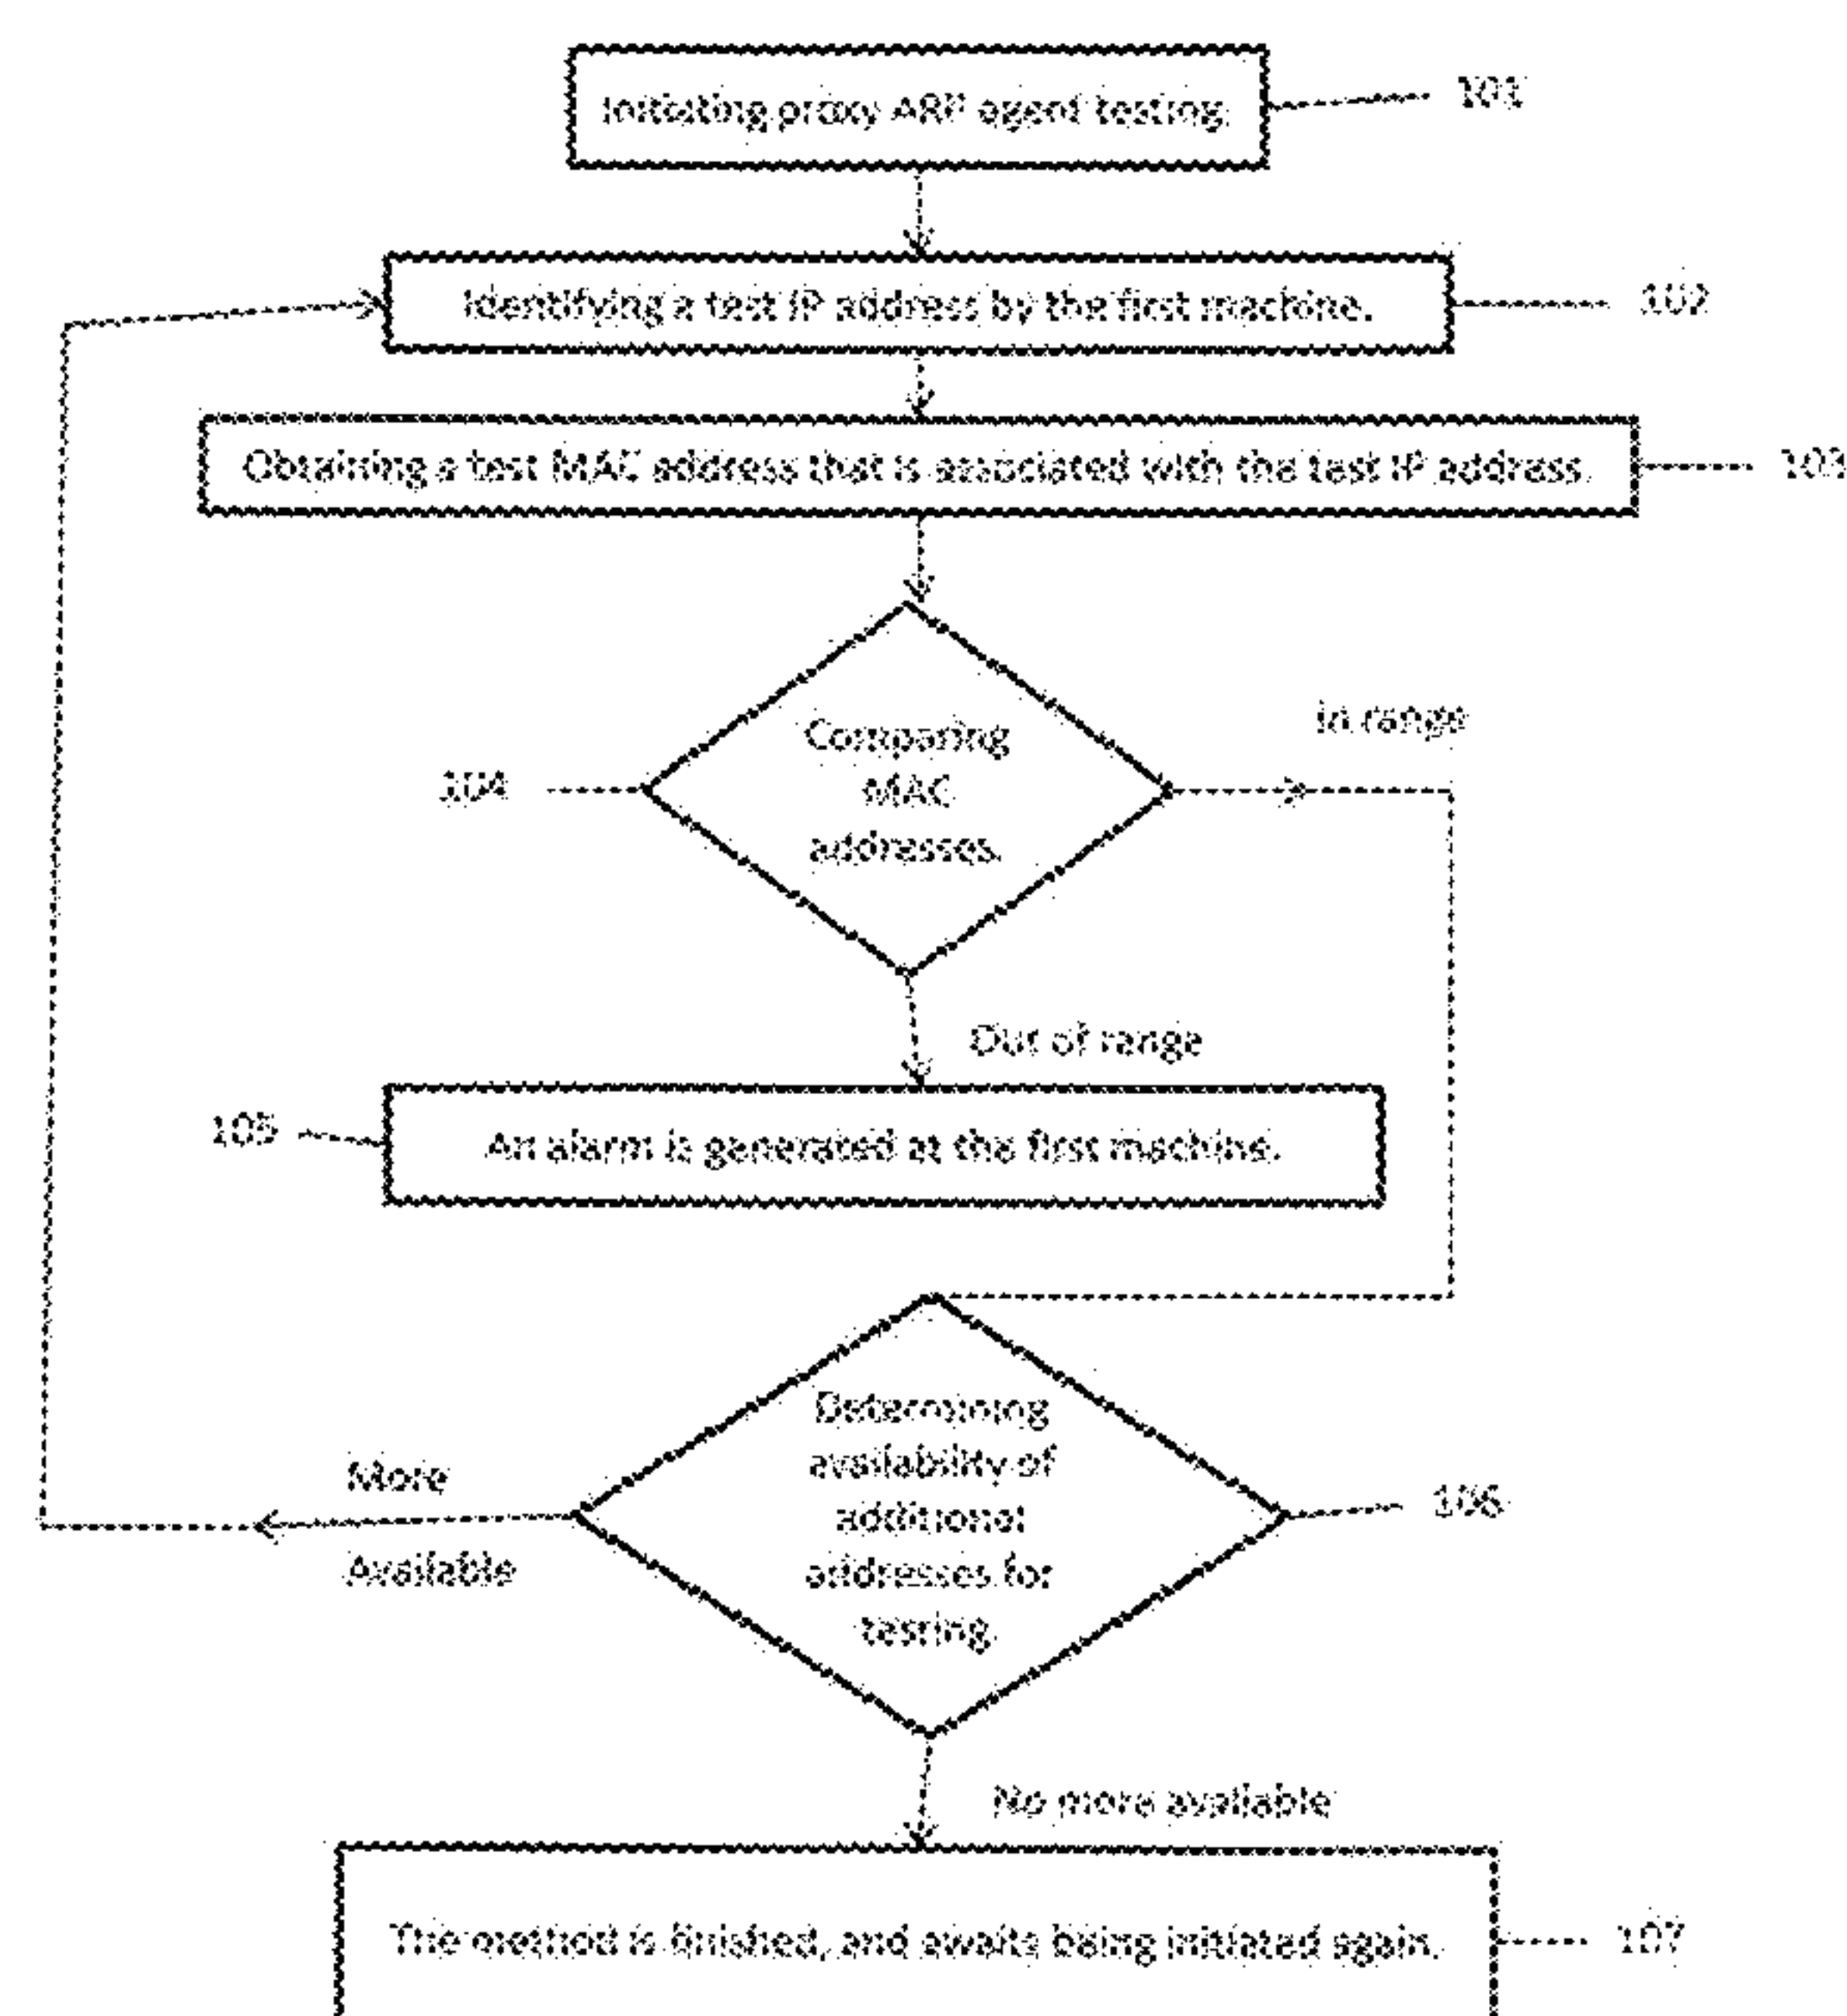 Initiating proxy ARP agent testing.
101
Identifying a test IP address by the first machine.
102
Obtaining a test MAC address that is associated with the test IP address.
103
Comparing
MAC
addresses.
104
In range
Out of range
105
An alarm is generated at the first machine.
Determining
availability of
additional
addresses for
testing.
More
Available
106
No more available
The method is finished, and awaits being initiated again.
107